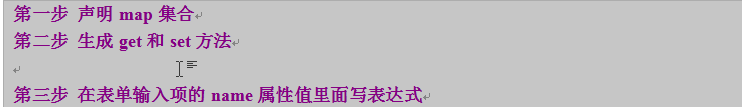 第一步 声明 map 集合
第二步 生成 get 和 set 方法
第三步 在表单输入项的 name 属性值里面写表达式